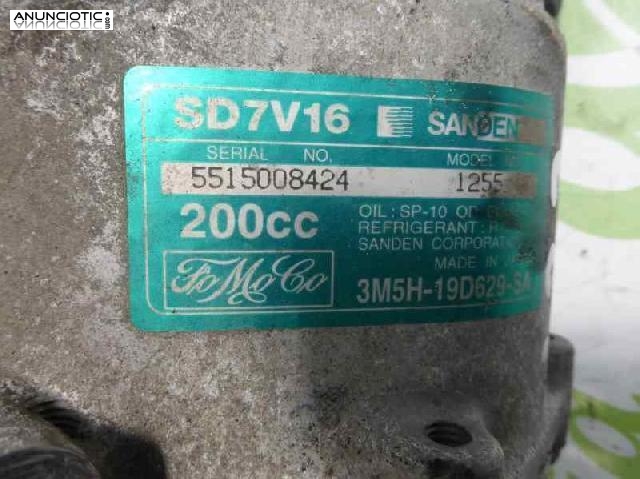 ANUNCIOTIC.COM
SD7V16 SANDEN
SERIAL NO. MODEL
5515008424 1255
200cc OIL: SP-10
REFRIGERANT:
SANDEN CORPORATION
MADE IN
FoMoCo 3M5H-19D629-SA